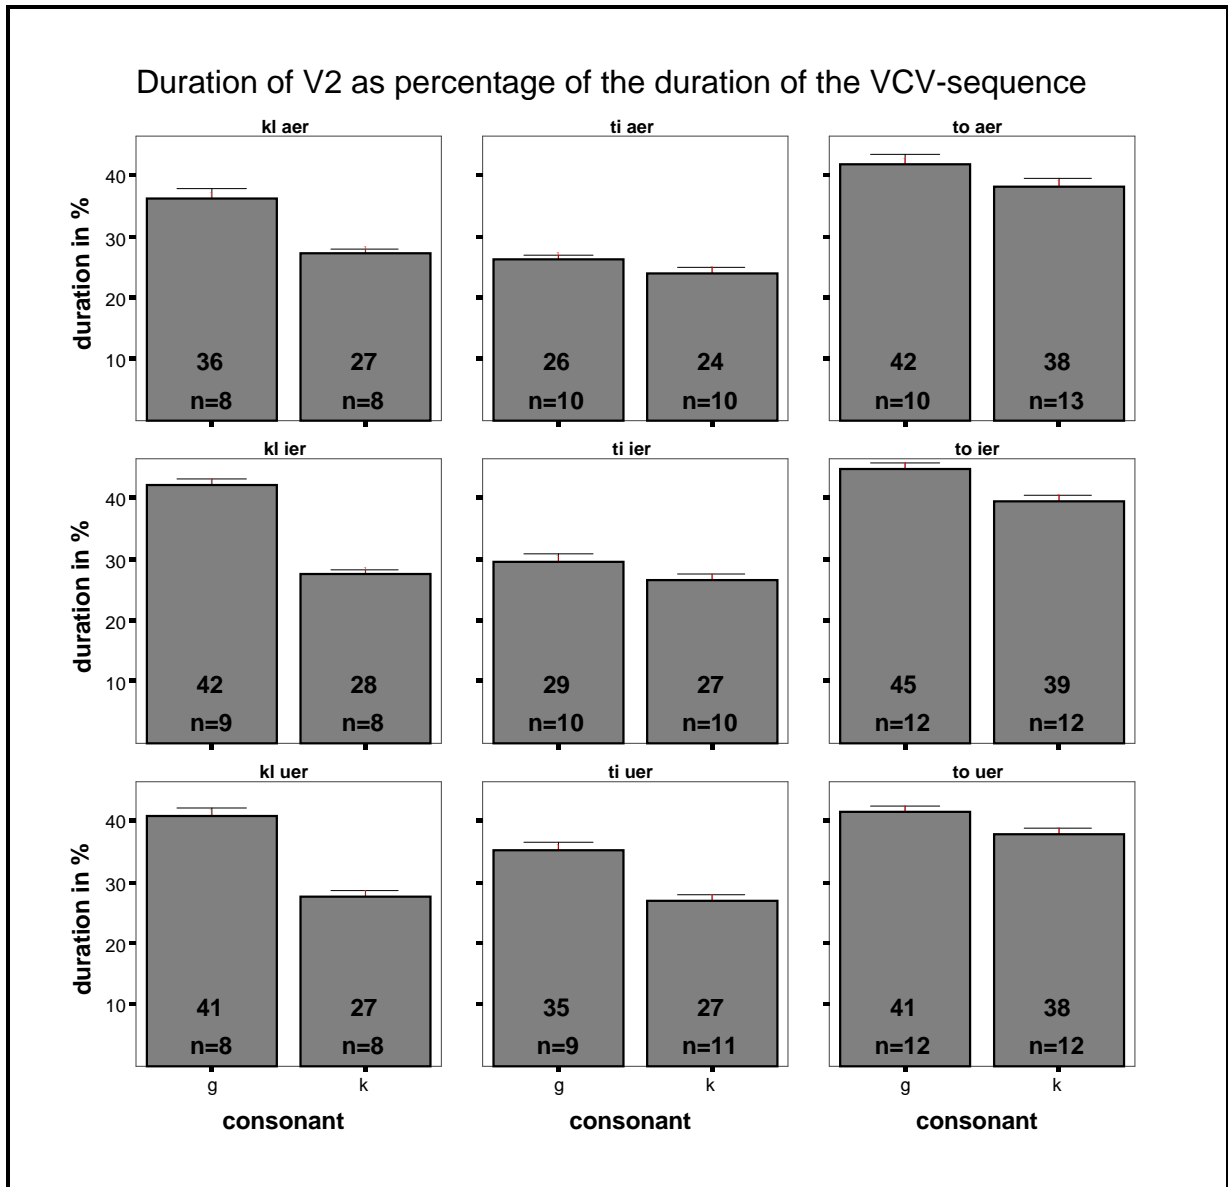 Duration of V2 as percentage of the duration of the VCV-sequence
kl aer
ti aer
to aer
duration in %
40
30
20
10
36
n=8
27
n=8
26
n=10
24
n=10
42
n=10
38
n=13
kl ier
ti ier
to ier
duration in %
40
30
20
10
42
n=9
28
n=8
29
n=10
27
n=10
45
n=12
39
n=12
kl uer
ti uer
to uer
duration in %
40
30
20
10
41
n=8
27
n=8
35
n=9
27
n=11
41
n=12
38
n=12
g
k
g
k
g
k
consonant
consonant
consonant